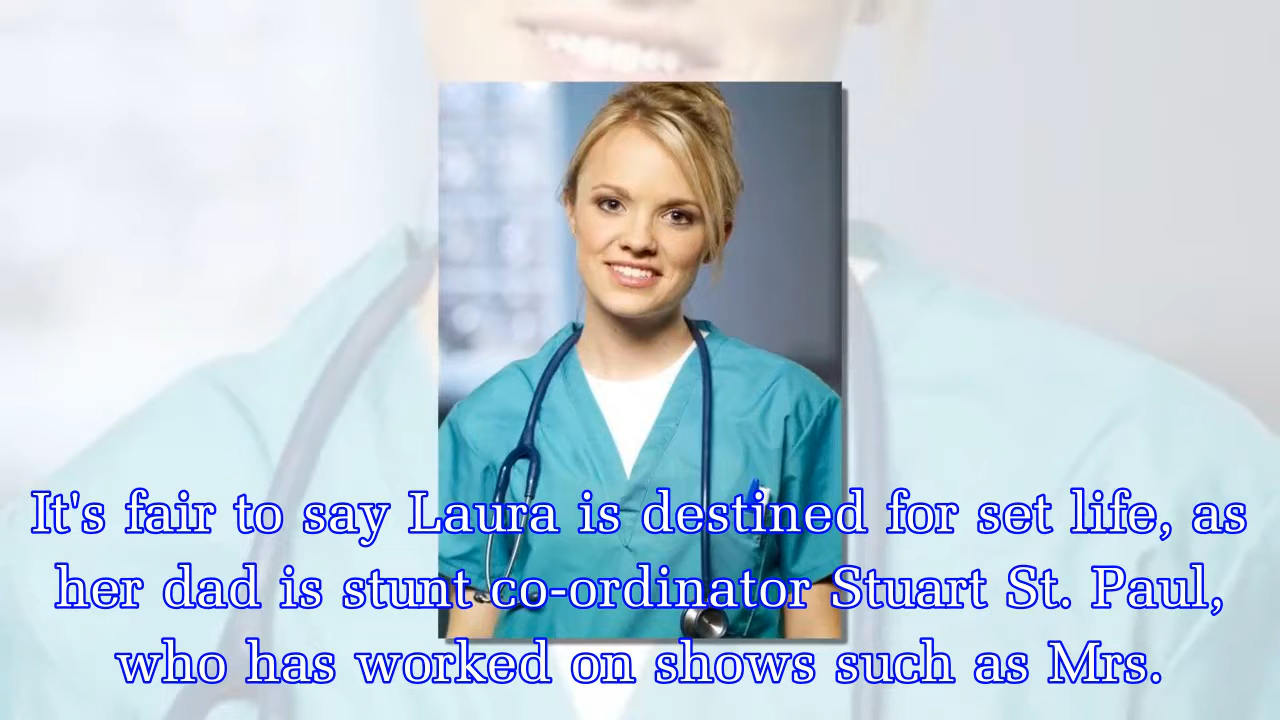 It's fair to say Laura is destined for set life, as
her dad is stunt co-ordinator Stuart St. Paul,
who has worked on shows such as Mrs.